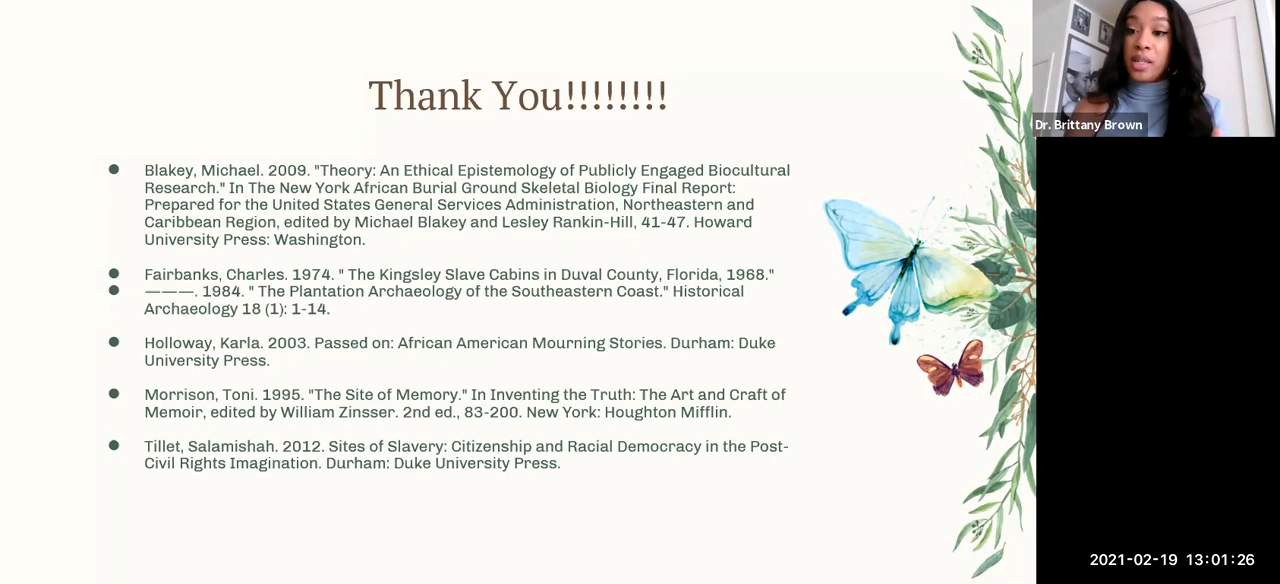 Thank You!!!!!!!!
Blakey, Michael. 2009. "Theory: An Ethical Epistemology of Publicly Engaged Biocultural
Research." In The New York African Burial Ground Skeletal Biology Final Report:
Prepared for the United States General Services Administration, Northeastern and
Caribbean Region, edited by Michael Blakey and Lesley Rankin-Hill, 41-47. Howard
University Press: Washington.
Fairbanks, Charles. 1974. " The Kingsley Slave Cabins in Duval County, Florida, 1968."
———. 1984. " The Plantation Archaeology of the Southeastern Coast." Historical
Archaeology 18 (1): 1-14.
Holloway, Karla. 2003. Passed on: African American Mourning Stories. Durham: Duke
University Press.
Morrison, Toni. 1995. "The Site of Memory." In Inventing the Truth: The Art and Craft of
Memoir, edited by William Zinsser. 2nd ed., 83-200. New York: Houghton Mifflin.
Tillet, Salamishah. 2012. Sites of Slavery: Citizenship and Racial Democracy in the Post-
Civil Rights Imagination. Durham: Duke University Press.
Dr. Brittany Brown
2021-02-19 13:01:26